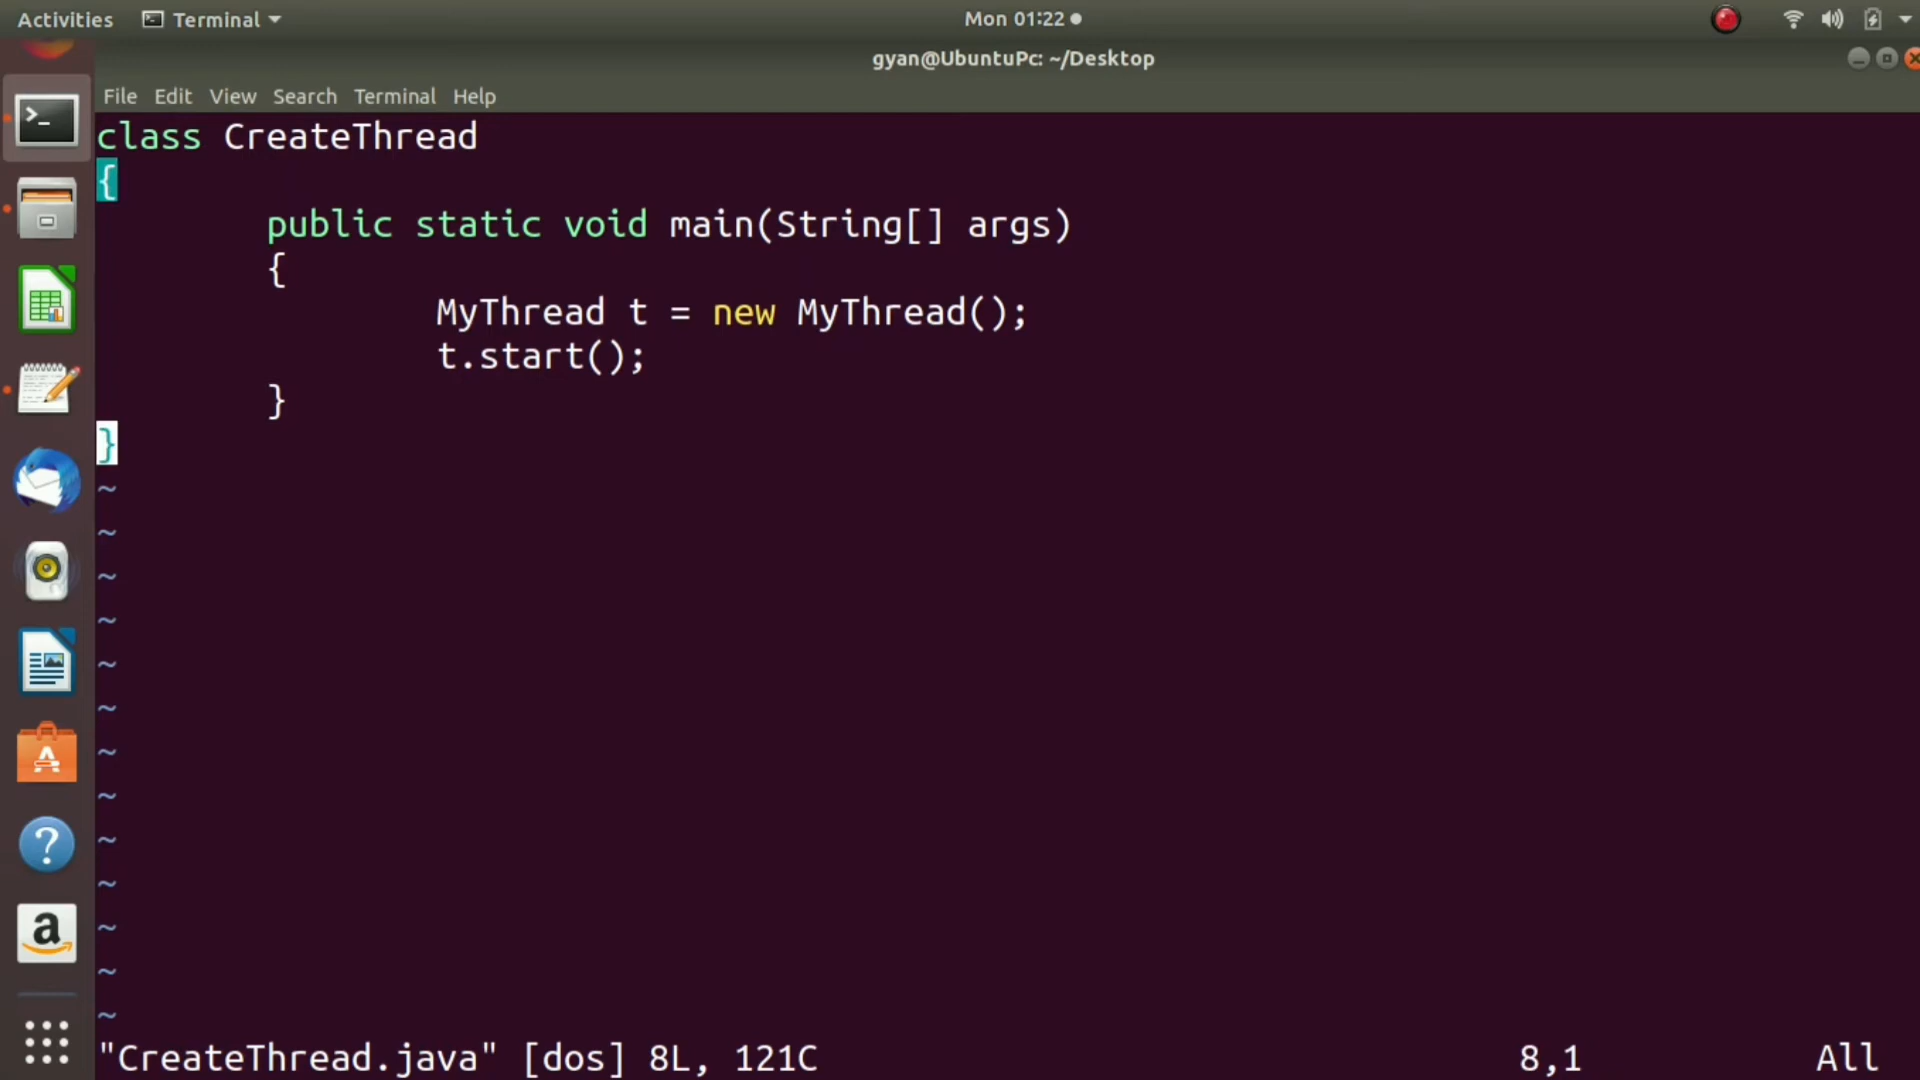 Activities Terminal Mon 01:22
gyan@UbuntuPc: ~/Desktop
File Edit View Search Terminal Help
class CreateThread
{
public static void main(String[] args)
{
MyThread t = new MyThread();
t.start();
}
}
~
~
~
~
~
~
~
~
~
~
~
~
~
"CreateThread.java" [dos] 8L, 121C 8,1 All